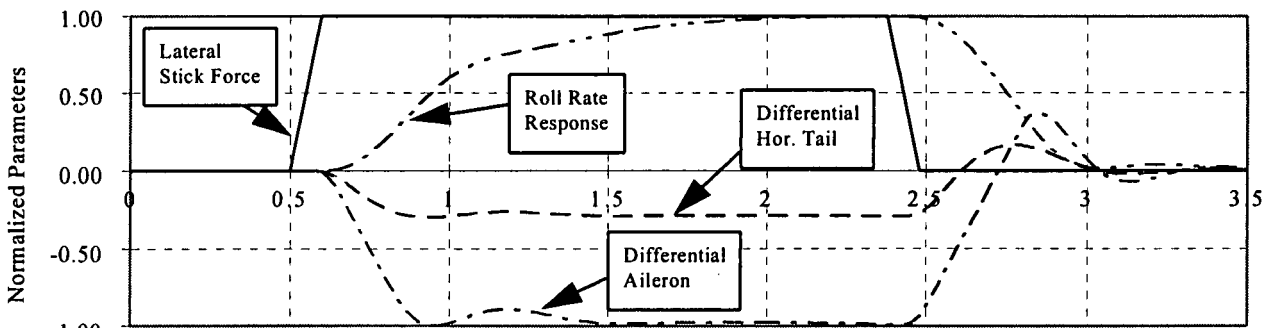 1.00
0.50
0.00
-0.50
-1.00
Normalized Parameters
Lateral
Stick Force
Roll Rate
Response
Differential
Hor. Tail
Differential
Aileron
0 0.5 1 1.5 2 2.5 3 3.5